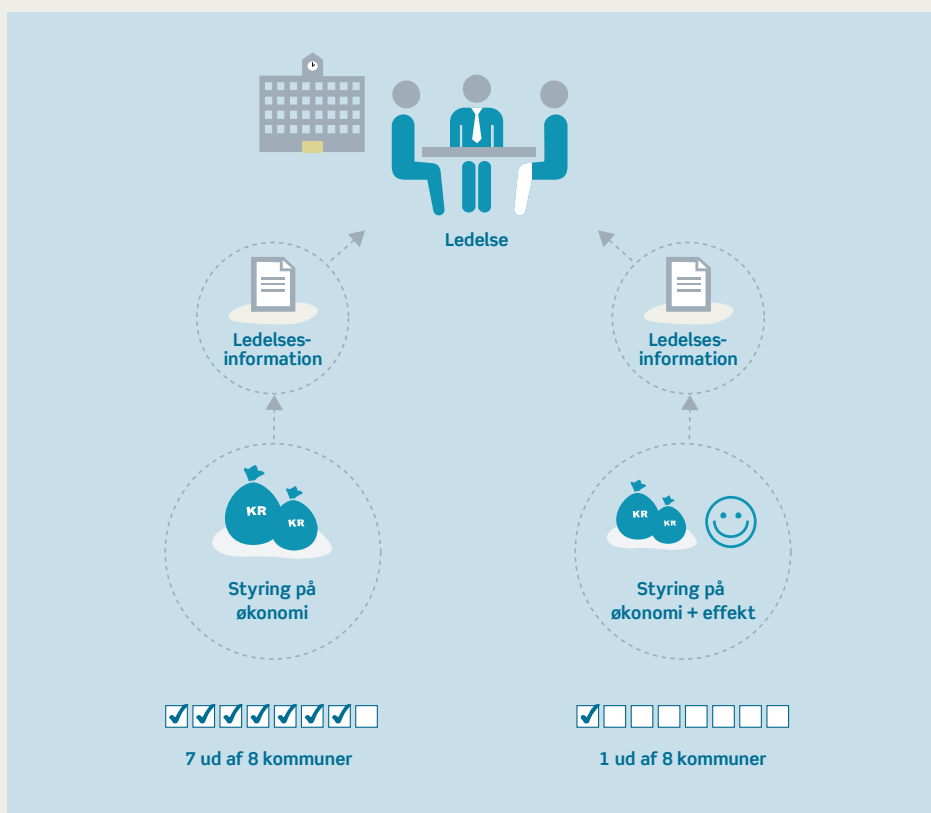 Ledelse
Ledelses-
information
Ledelses-
information
KR
KR
Styring på
økonomi
KR
KR
Styring på
økonomi + effekt
7 ud af 8 kommuner
1 ud af 8 kommuner